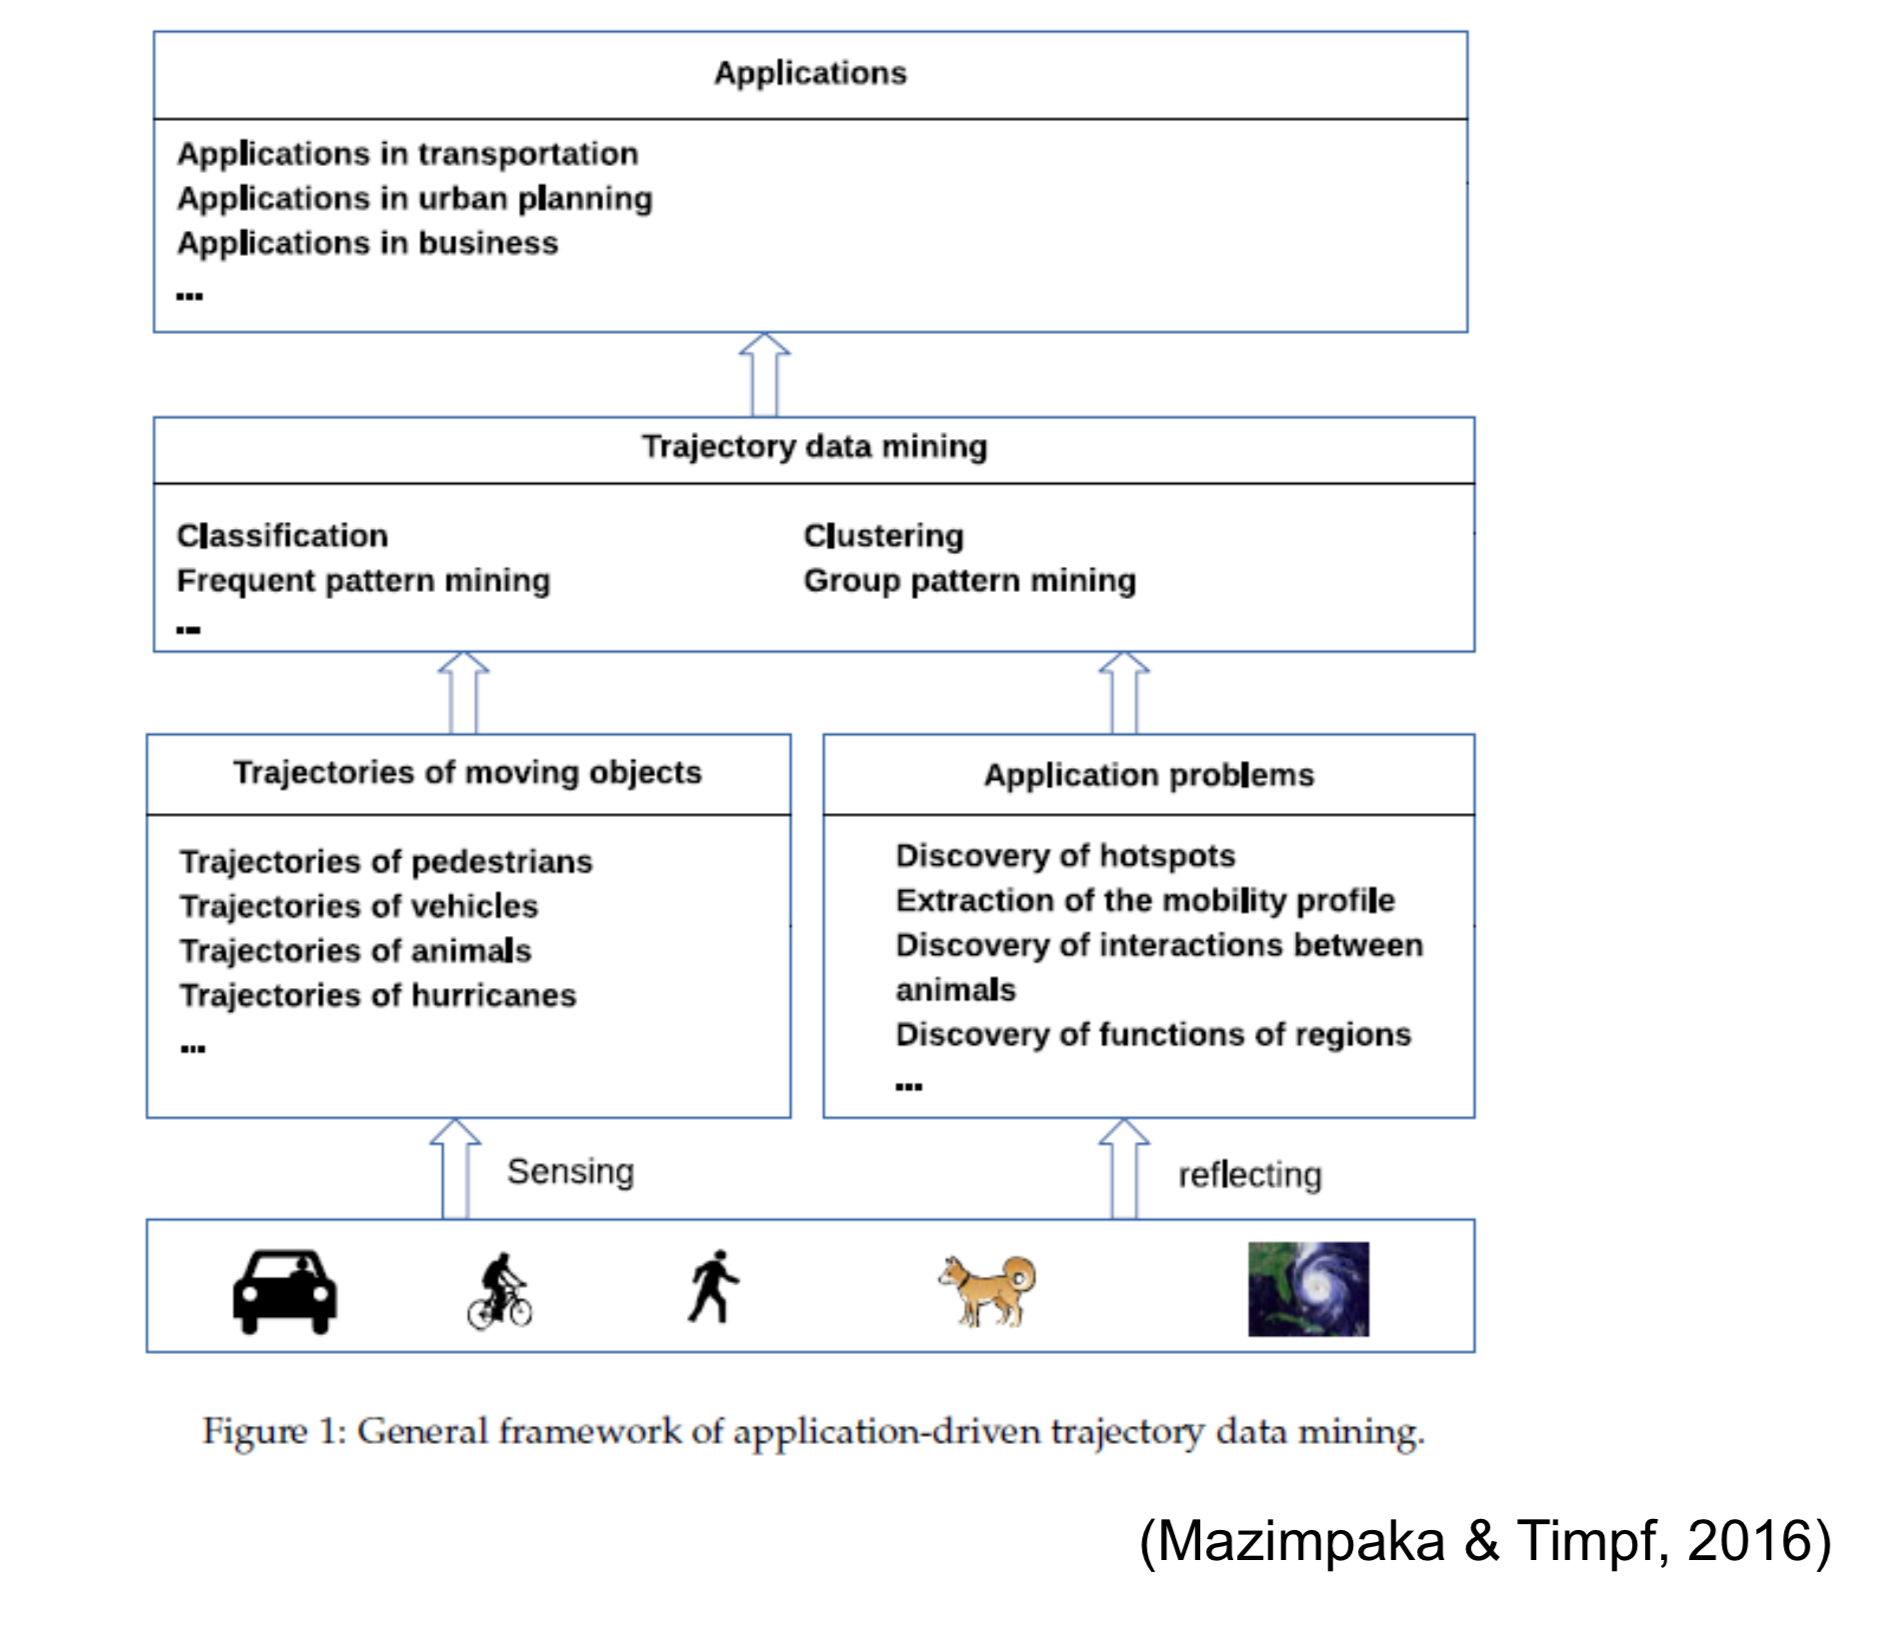 Applications
Applications in transportation
Applications in urban planning
Applications in business
...
Trajectory data mining
Classification
Frequent pattern mining
...
Clustering
Group pattern mining
Trajectories of moving objects
Trajectories of pedestrians
Trajectories of vehicles
Trajectories of animals
Trajectories of hurricanes
...
Application problems
Discovery of hotspots
Extraction of the mobility profile
Discovery of interactions between
animals
Discovery of functions of regions
...
Sensing
reflecting
Figure 1: General framework of application-driven trajectory data mining.
(Mazimpaka & Timpf, 2016)